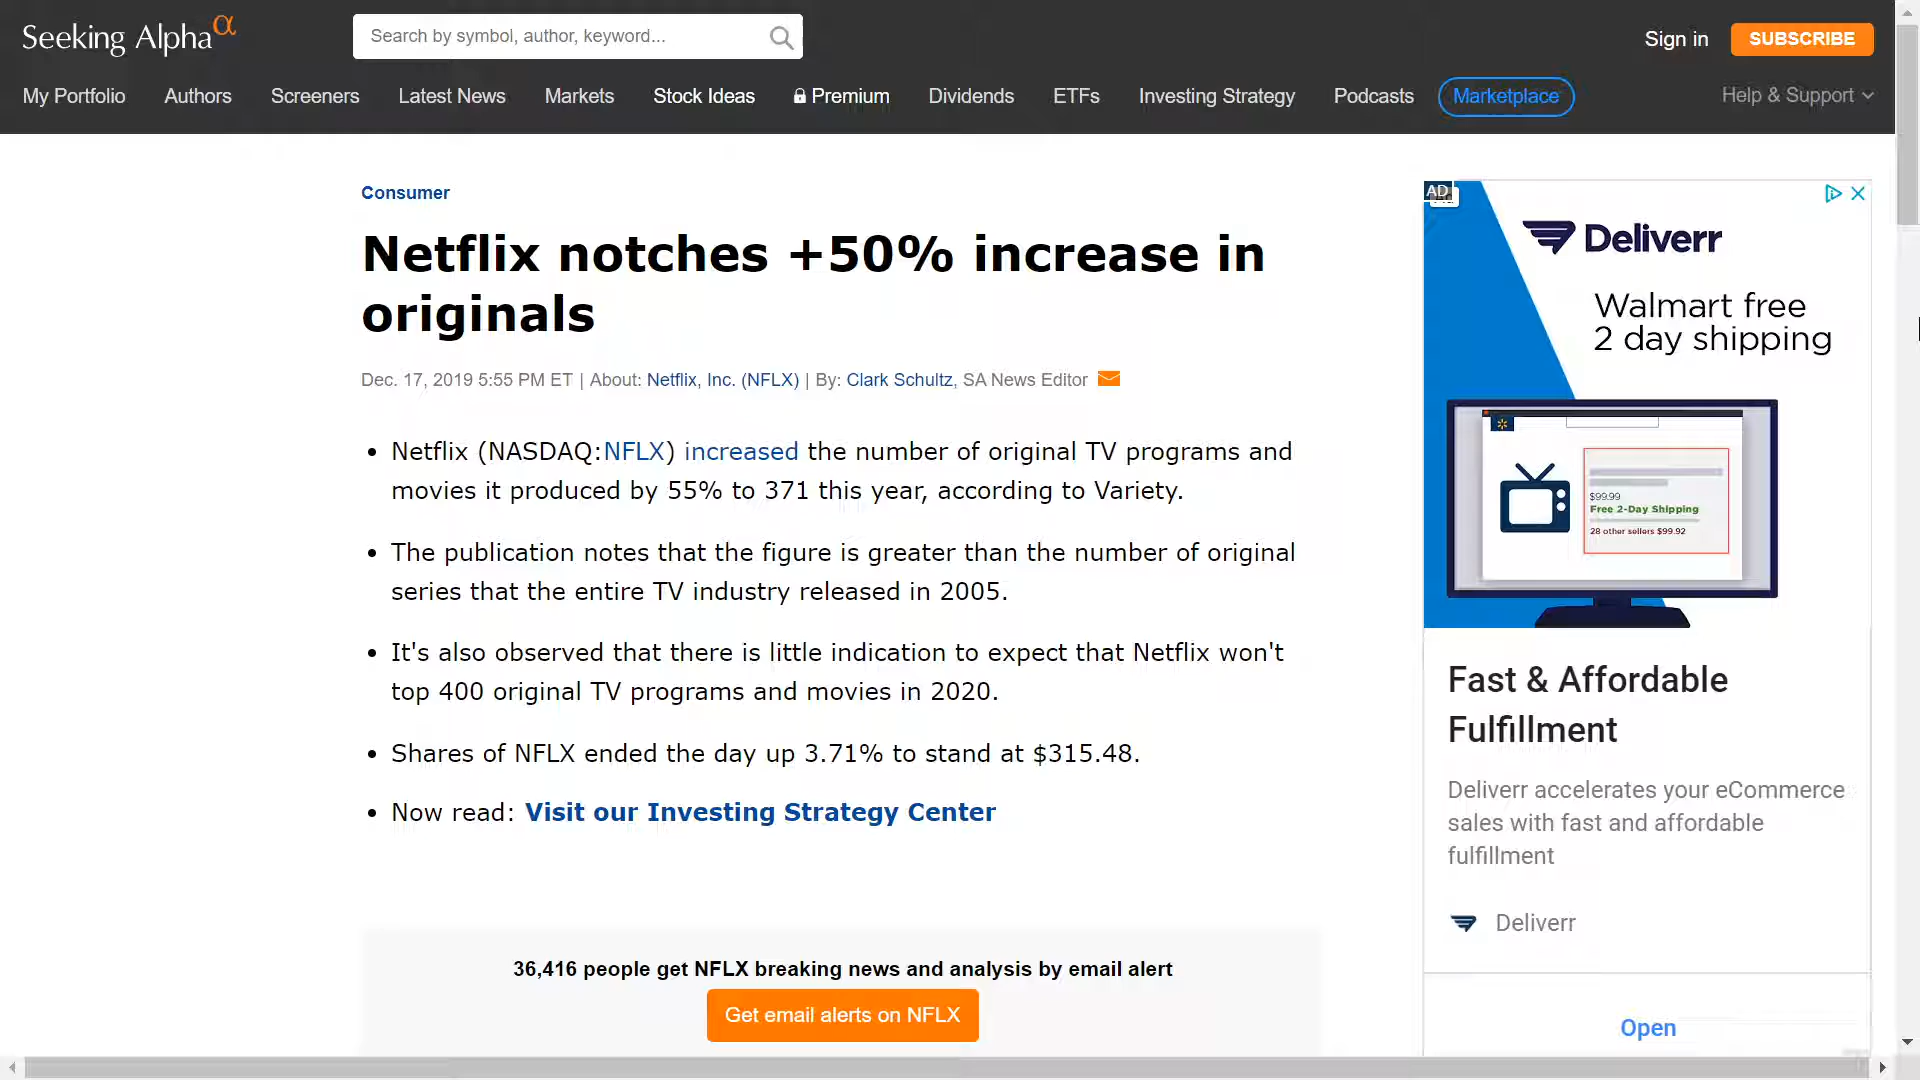 Seeking Alpha α
Search by symbol, author, keyword...
Sign in
SUBSCRIBE
My Portfolio
Authors
Screeners
Latest News
Markets
Stock Ideas
Premium
Dividends
ETFs
Investing Strategy
Podcasts
Marketplace
Help & Support
Consumer
Netflix notches +50% increase in
originals
Dec. 17, 2019 5:55 PM ET | About: Netflix, Inc. (NFLX) | By: Clark Schultz, SA News Editor
• Netflix (NASDAQ:NFLX) increased the number of original TV programs and
movies it produced by 55% to 371 this year, according to Variety.
• The publication notes that the figure is greater than the number of original
series that the entire TV industry released in 2005.
• It's also observed that there is little indication to expect that Netflix won't
top 400 original TV programs and movies in 2020.
• Shares of NFLX ended the day up 3.71% to stand at $315.48.
• Now read: Visit our Investing Strategy Center
36,416 people get NFLX breaking news and analysis by email alert
Get email alerts on NFLX
AD
Deliverr
Walmart free
2 day shipping
$99.99
Free 2-Day Shipping
28 other sellers $99.92
Fast & Affordable
Fulfillment
Deliverr accelerates your eCommerce
sales with fast and affordable
fulfillment
Deliverr
Open